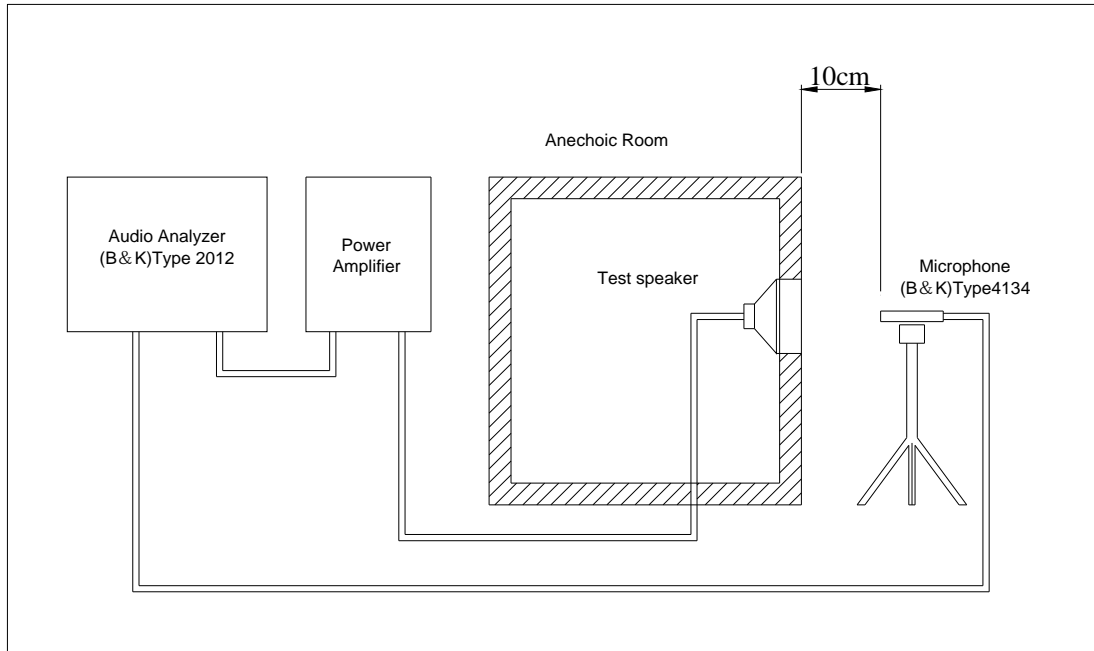 10cm
Anechoic Room
Audio Analyzer
(B&K)Type 2012
Power
Amplifier
Test speaker
Microphone
(B&K)Type4134